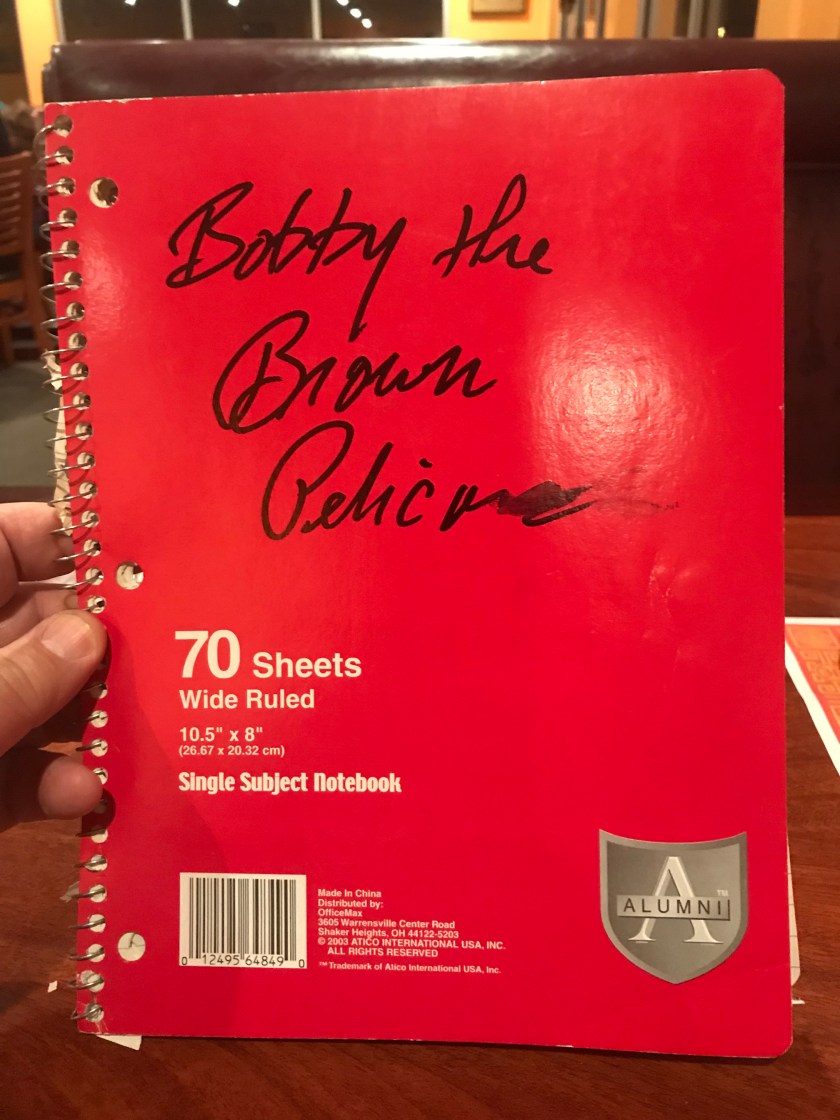 Bobby the
Brown
Pelican
70 Sheets
Wide Ruled
10.5" x 8"
(26.67 x 20.32 cm)
Single Subject Notebook
Made In China
Distributed by:
OfficeMax
3605 Warrensville Center Road
Shaker Heights, OH 44122-5203
© 2003 ATICO INTERNATIONAL USA, INC.
ALL RIGHTS RESERVED
™ Trademark of Atico International USA, Inc.
0 12495 64849 0
A™
ALUMNI